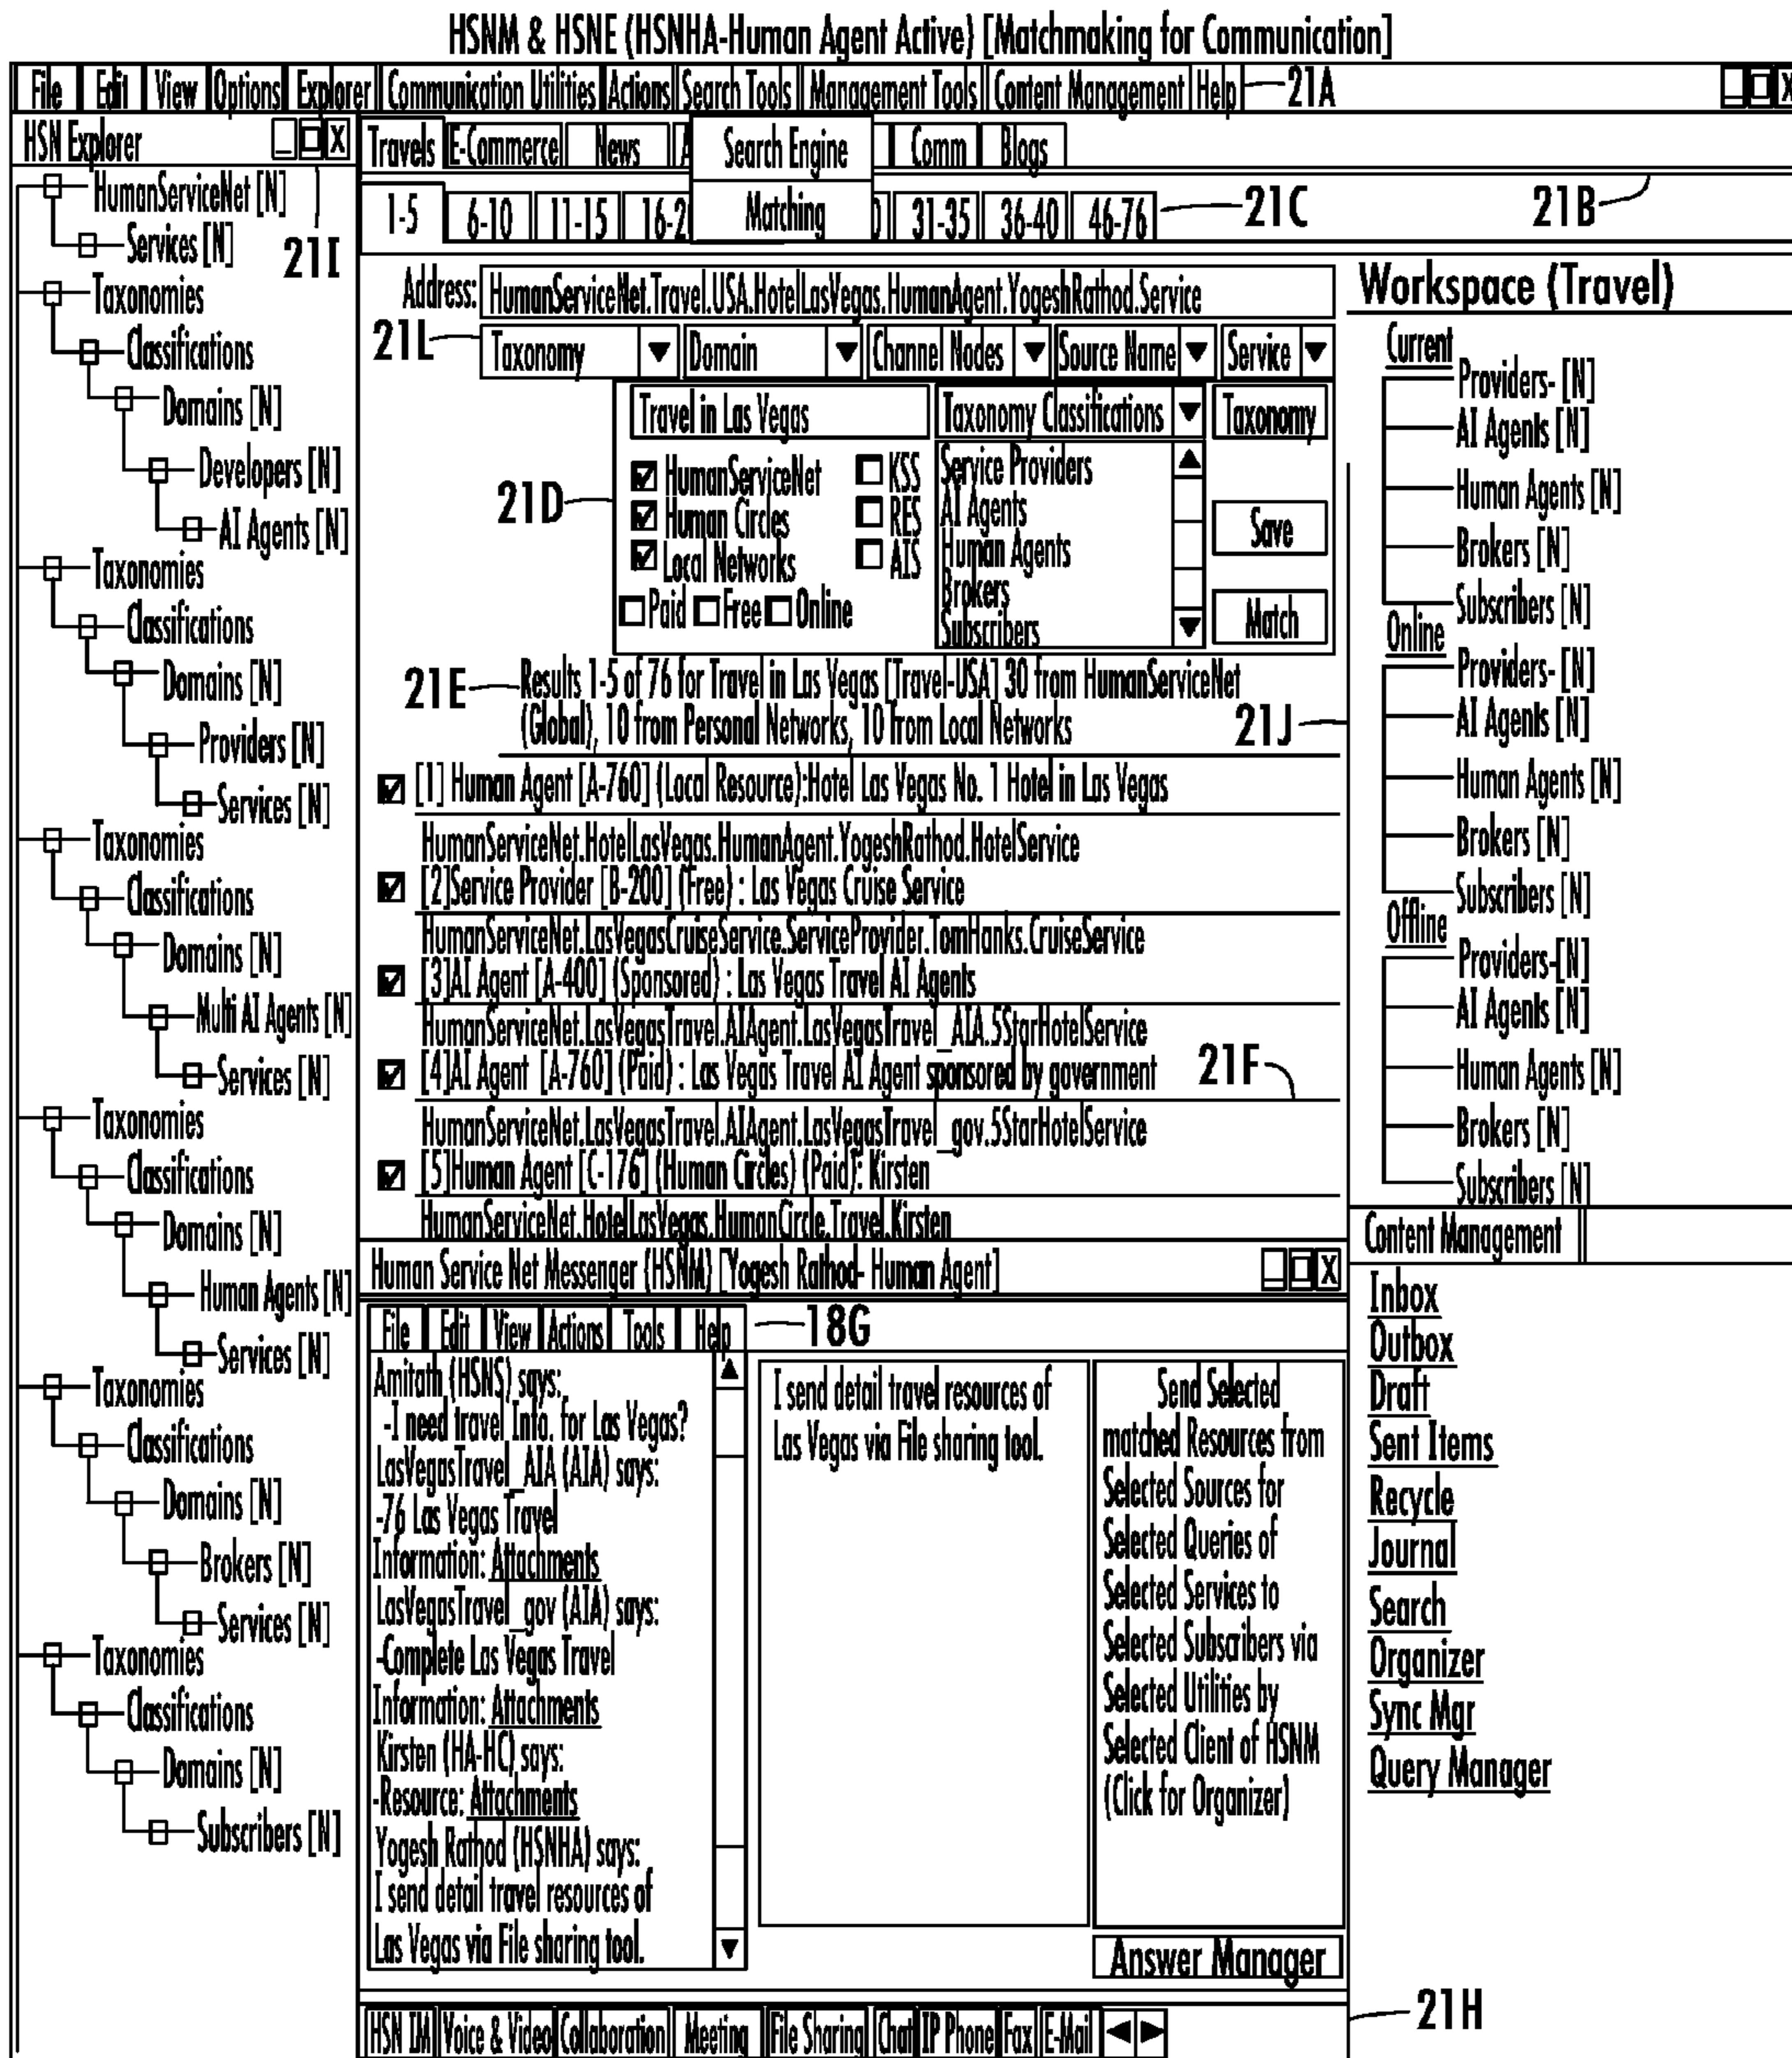 HSNM & HSNE (HSNHA-Human Agent Active) [Matchmaking for Communication]
File Edit View Options Explorer Communication Utilities Actions Search Tools Management Tools Content Management Help 21A
HSN Explorer
Travels E-Commerce News A Search Engine Comm Blogs
21B
1-5 6-10 11-15 16-2 Matching 0 31-35 36-40 46-76 21C
HumanServiceNet [N]
Services [N]
21I
Taxonomies
Classifications
Domains [N]
Developers [N]
AI Agents [N]
Taxonomies
Classifications
Domains [N]
Providers [N]
Services [N]
Taxonomies
Classifications
Domains [N]
Multi AI Agents [N]
Services [N]
Taxonomies
Classifications
Domains [N]
Human Agents [N]
Services [N]
Taxonomies
Classifications
Domains [N]
Brokers [N]
Services [N]
Taxonomies
Classifications
Domains [N]
Subscribers [N]
Address: HumanServiceNet.Travel.USA.HotelLasVegas.HumanAgent.YogeshRathod.Service
21L
Taxonomy Domain Channel Nodes Source Name Service
Travel in Las Vegas Taxonomy Classifications Taxonomy
21D
HumanServiceNet KSS
Human Circles RES
Local Networks AIS
Paid Free Online
Service Providers
AI Agents
Human Agents
Brokers
Subscribers
Save
Match
21E
Results 1-5 of 76 for Travel in Las Vegas [Travel-USA] 30 from HumanServiceNet
(Global), 10 from Personal Networks, 10 from Local Networks
21J
[1] Human Agent [A-760] (Local Resource):Hotel Las Vegas No. 1 Hotel in Las Vegas
HumanServiceNet.HotelLasVegas.HumanAgent.YogeshRathod.HotelService
[2]Service Provider [B-200] (Free) : Las Vegas Cruise Service
HumanServiceNet.LasVegasCruiseService.ServiceProvider.TomHanks.CruiseService
[3]AI Agent [A-400] (Sponsored) : Las Vegas Travel AI Agents
HumanServiceNet.LasVegasTravel.AIAgent.LasVegasTravel_AIA.5StarHotelService
[4]AI Agent [A-760] (Paid) : Las Vegas Travel AI Agent sponsored by government
21F
HumanServiceNet.LasVegasTravel.AIAgent.LasVegasTravel_gov.5StarHotelService
[5]Human Agent [C-176] (Human Circles) (Paid): Kirsten
HumanServiceNet.HotelLasVegas.HumanCircle.Travel.Kirsten
Workspace (Travel)
Current
Providers- [N]
AI Agents [N]
Human Agents [N]
Brokers [N]
Subscribers [N]
Online
Providers- [N]
AI Agents [N]
Human Agents [N]
Brokers [N]
Subscribers [N]
Offline
Providers-[N]
AI Agents [N]
Human Agents [N]
Brokers [N]
Subscribers [N]
Human Service Net Messenger (HSNM) [Yogesh Rathod- Human Agent]
File Edit View Actions Tools Help 18G
Amitath (HSNS) says:
-I need travel Info. for Las Vegas?
LasVegasTravel_AIA (AIA) says:
-76 Las Vegas Travel
Information: Attachments
LasVegasTravel_gov (AIA) says:
-Complete Las Vegas Travel
Information: Attachments
Kirsten (HA-HC) says:
-Resource: Attachments
Yogesh Rathod (HSNHA) says:
I send detail travel resources of
Las Vegas via File sharing tool.
I send detail travel resources of
Las Vegas via File sharing tool.
Send Selected
matched Resources from
Selected Sources for
Selected Queries of
Selected Services to
Selected Subscribers via
Selected Utilities by
Selected Client of HSNM
(Click for Organizer)
Answer Manager
Content Management
Inbox
Outbox
Draft
Sent Items
Recycle
Journal
Search
Organizer
Sync Mgr
Query Manager
HSN IM Voice & Video Collaboration Meeting File Sharing Chat IP Phone Fax E-Mail
21H